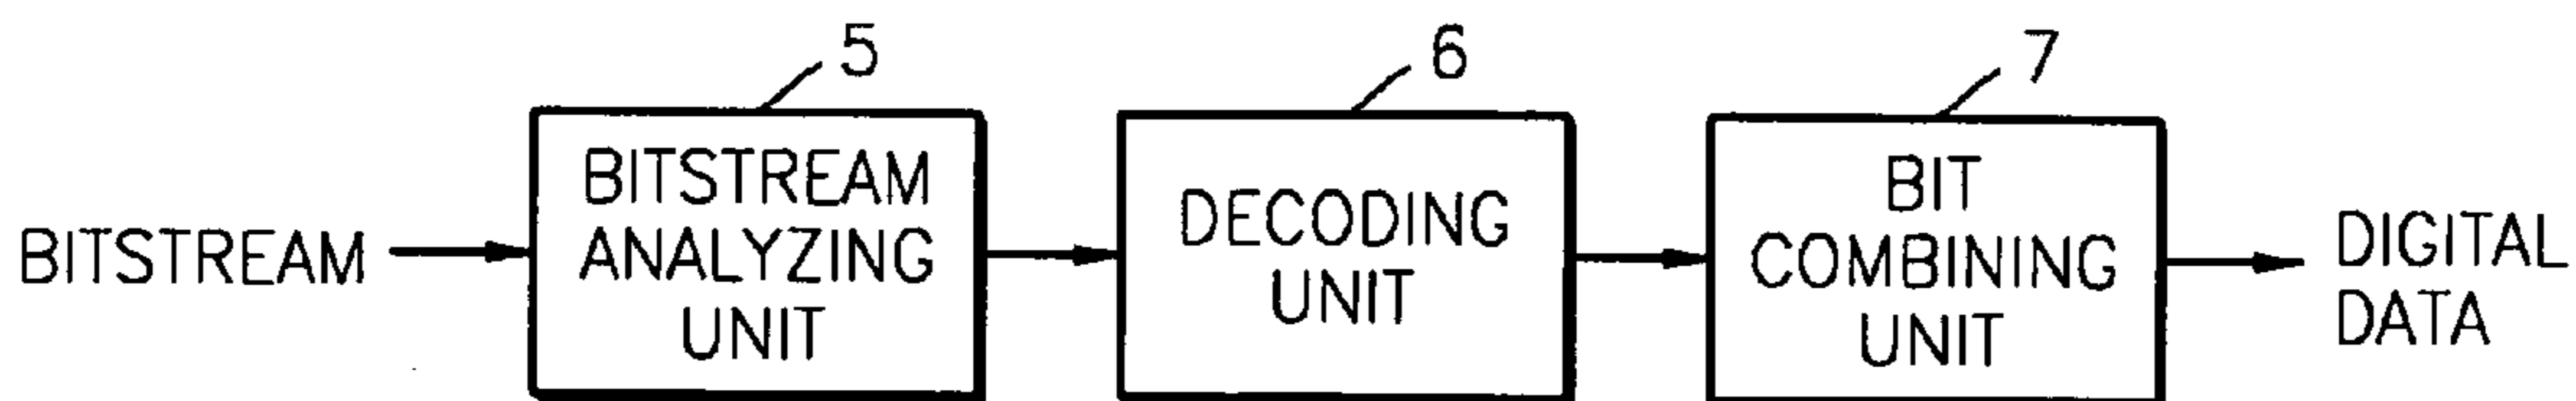 5
6
7
BITSTREAM
BITSTREAM
ANALYZING
UNIT
DECODING
UNIT
BIT
COMBINING
UNIT
DIGITAL
DATA